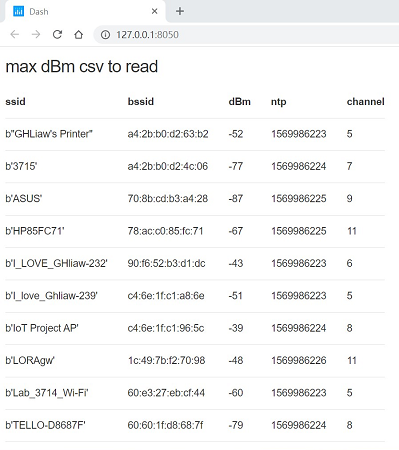 Dash
127.0.0.1:8050
max dBm csv to read
ssid bssid dBm ntp channel
b"GHLiaw's Printer" a4:2b:b0:d2:63:b2 -52 1569986223 5
b'3715' a4:2b:b0:d2:4c:06 -77 1569986224 7
b'ASUS' 70:8b:cd:b3:a4:28 -87 1569986225 9
b'HP85FC71' 78:ac:c0:85:fc:71 -67 1569986225 11
b'I_LOVE_GHliaw-232' 90:f6:52:b3:d1:dc -43 1569986223 6
b'I_love_Ghliaw-239' c4:6e:1f:c1:a8:6e -51 1569986223 5
b'IoT Project AP' c4:6e:1f:c1:96:5c -39 1569986224 8
b'LORAgw' 1c:49:7b:f2:70:98 -48 1569986226 11
b'Lab_3714_Wi-Fi' 60:e3:27:eb:cf:44 -60 1569986223 5
b'TELLO-D8687F' 60:60:1f:d8:68:7f -79 1569986224 8